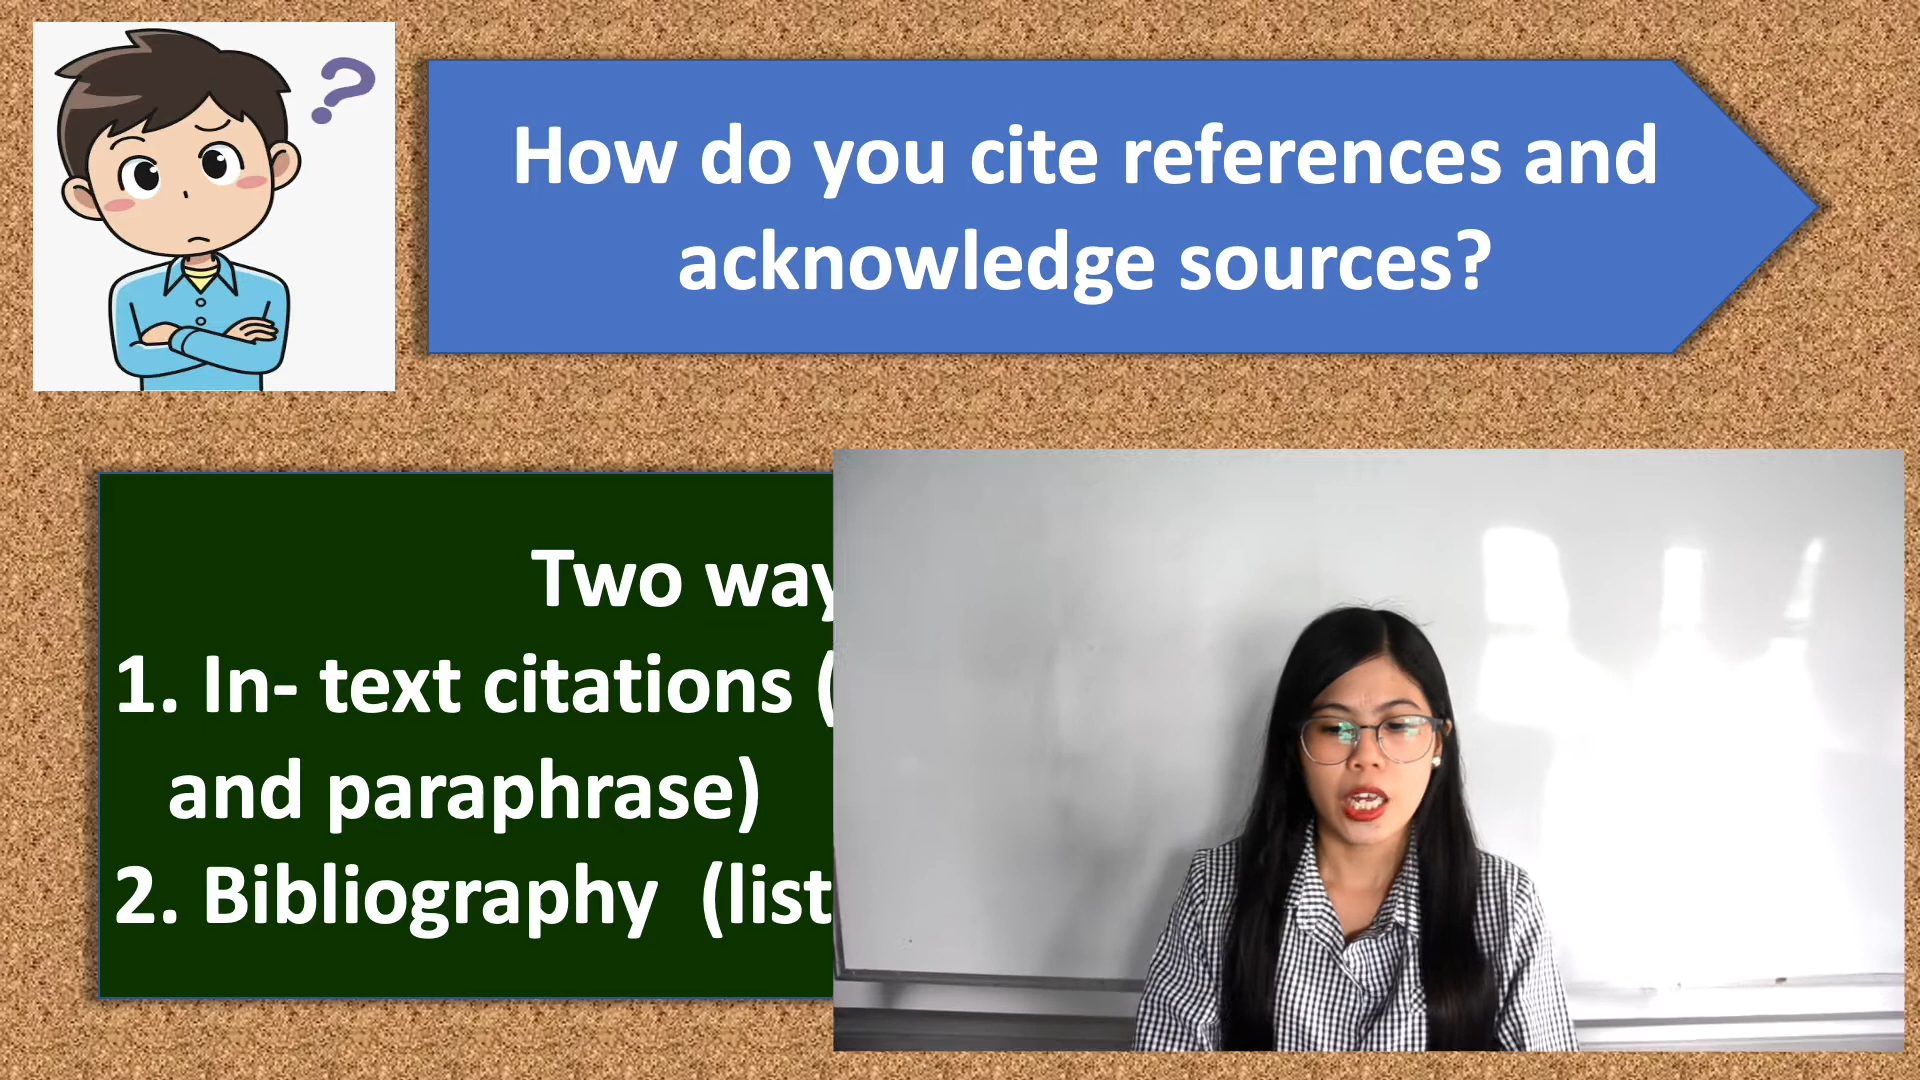 How do you cite references and
acknowledge sources?
Two way
1. In- text citations (
and paraphrase)
2. Bibliography (list